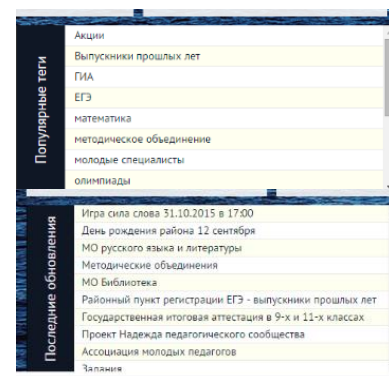 Популярные теги
Акции
Выпускники прошлых лет
ГИА
ЕГЭ
математика
методическое объединение
молодые специалисты
олимпиады
Последние обновления
Игра сила слова 31.10.2015 в 17:00
День рождения района 12 сентября
МО русского языка и литературы
Методические объединения
МО Библиотека
Районный пункт регистрации ЕГЭ - выпускники прошлых лет
Государственная итоговая аттестация в 9-х и 11-х классах
Проект Надежда педагогического сообщества
Ассоциация молодых педагогов
Задания